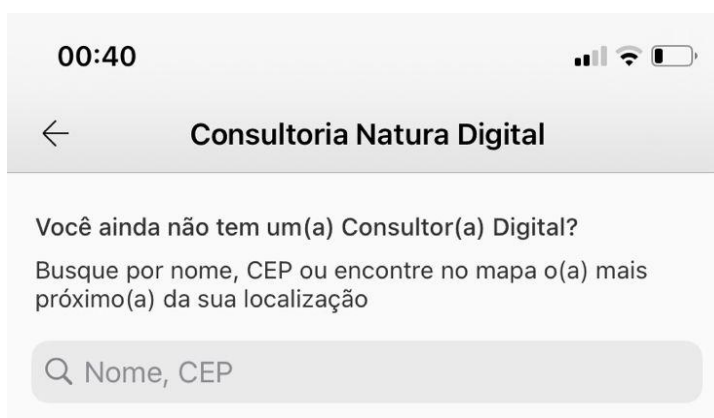 00:40
Consultoria Natura Digital
Você ainda não tem um(a) Consultor(a) Digital?
Busque por nome, CEP ou encontre no mapa o(a) mais
próximo(a) da sua localização
Nome, CEP